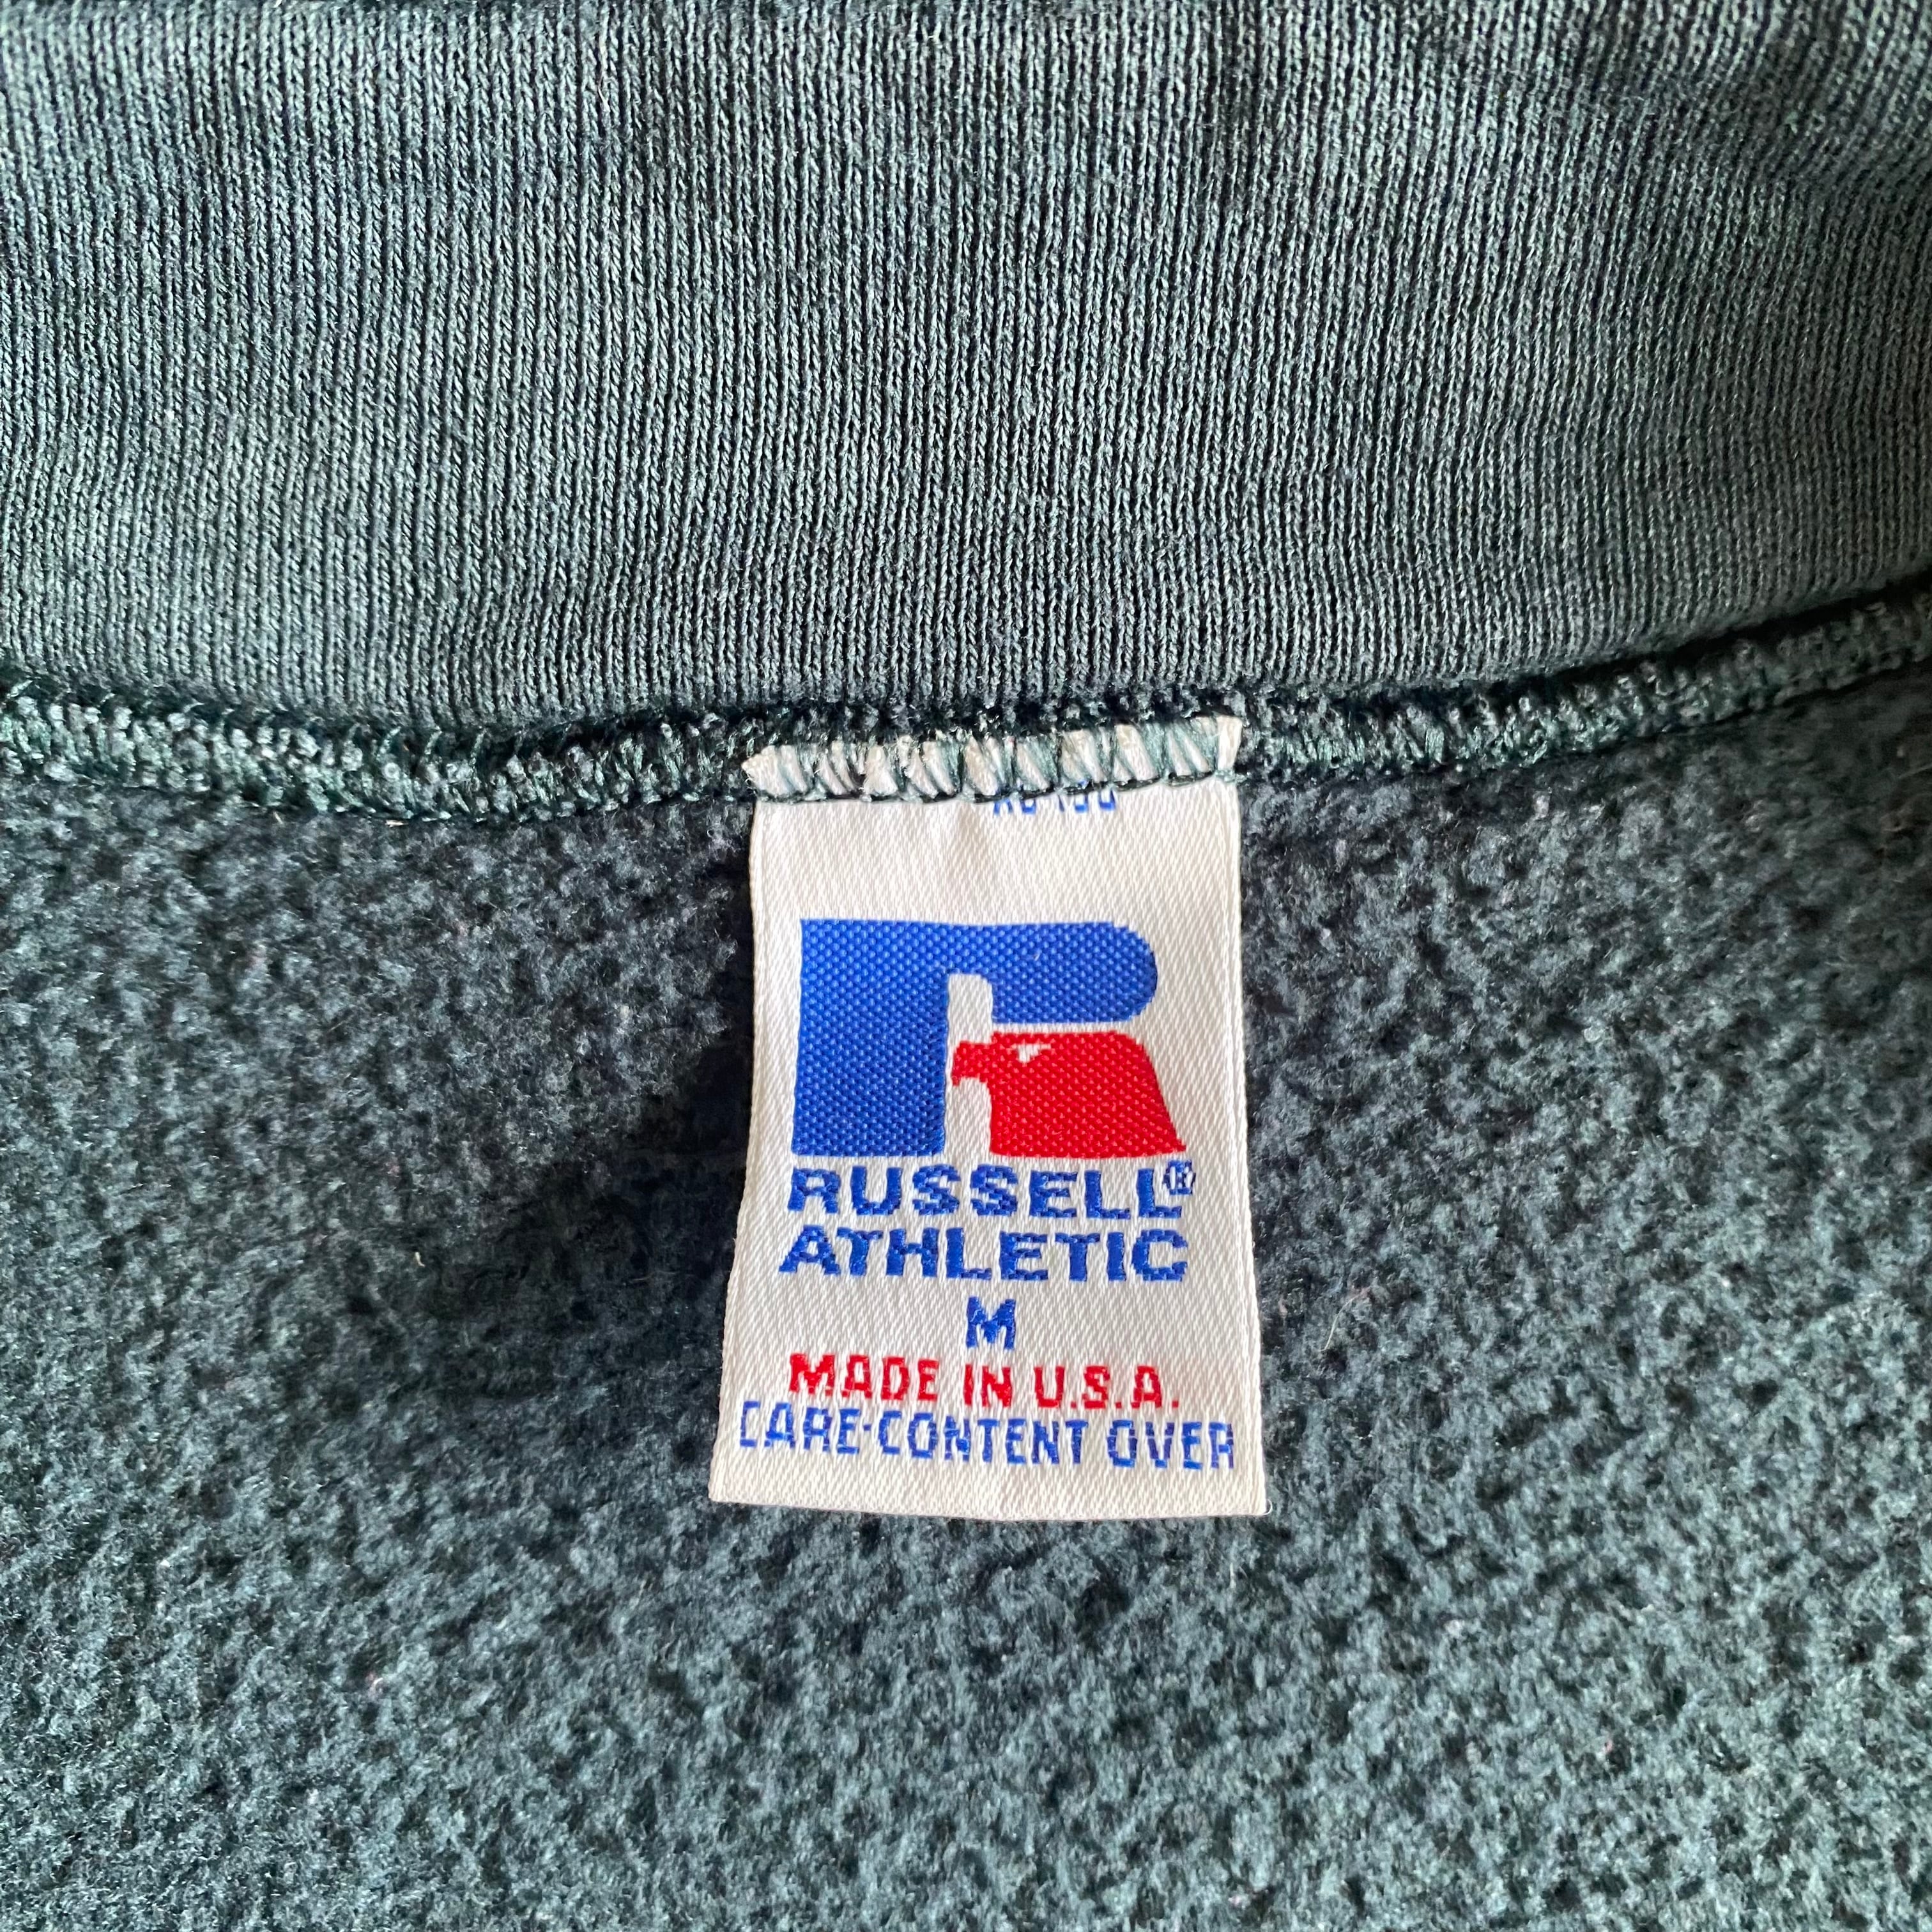 RUSSELL®
ATHLETIC
M
MADE IN U.S.A.
CARE-CONTENT OVER